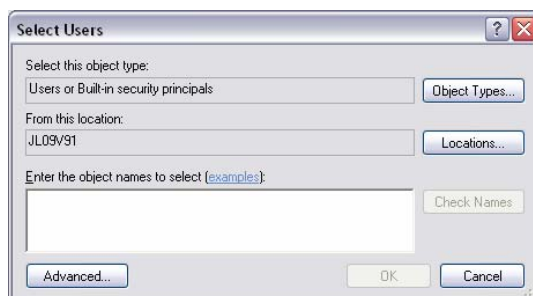 Select Users
Select this object type:
Users or Built-in security principals
Object Types...
From this location:
JL09V91
Locations...
Enter the object names to select (examples):
Check Names
Advanced...
OK
Cancel